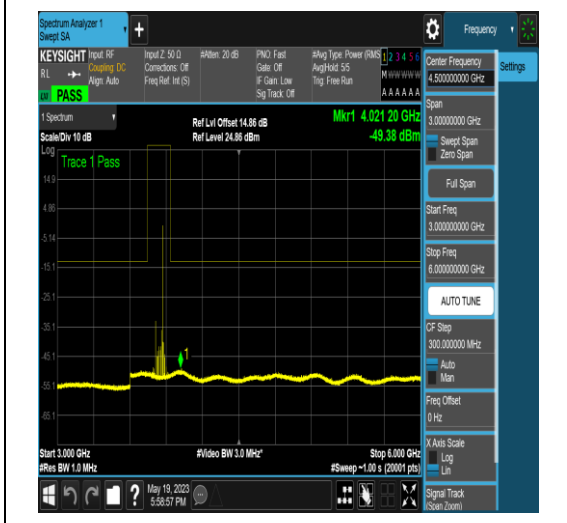 Spectrum Analyzer 1
Swept SA
+
Frequency
KEYSIGHT
RL
PASS
Input: RF
Coupling: DC
Align: Auto
Input Z: 50 Ω
Corrections: Off
Freq Ref: Int (S)
#Atten: 20 dB
PNO: Fast
Gate: Off
IF Gain: Low
Sig Track: Off
#Avg Type: Power (RMS
Avg|Hold: 5/5
Trig: Free Run
1 2 3 4 5 6
M W W W W W
A A A A A A
1 Spectrum
Scale/Div 10 dB
Log
Ref Lvl Offset 14.86 dB
Ref Level 24.86 dBm
Mkr1 4.021 20 GHz
-49.38 dBm
Trace 1 Pass
14.9
4.86
-5.14
-15.1
-25.1
-35.1
-45.1
-55.1
-65.1
1
Start 3.000 GHz
#Res BW 1.0 MHz
#Video BW 3.0 MHz*
Stop 6.000 GHz
#Sweep ~1.00 s (20001 pts)
May 19, 2023
5:58:57 PM
?
Center Frequency
4.500000000 GHz
Span
3.00000000 GHz
Swept Span
Zero Span
Full Span
Start Freq
3.000000000 GHz
Stop Freq
6.000000000 GHz
AUTO TUNE
CF Step
300.000000 MHz
Auto
Man
Freq Offset
0 Hz
X Axis Scale
Log
Lin
Signal Track
(Span Zoom)
Settings